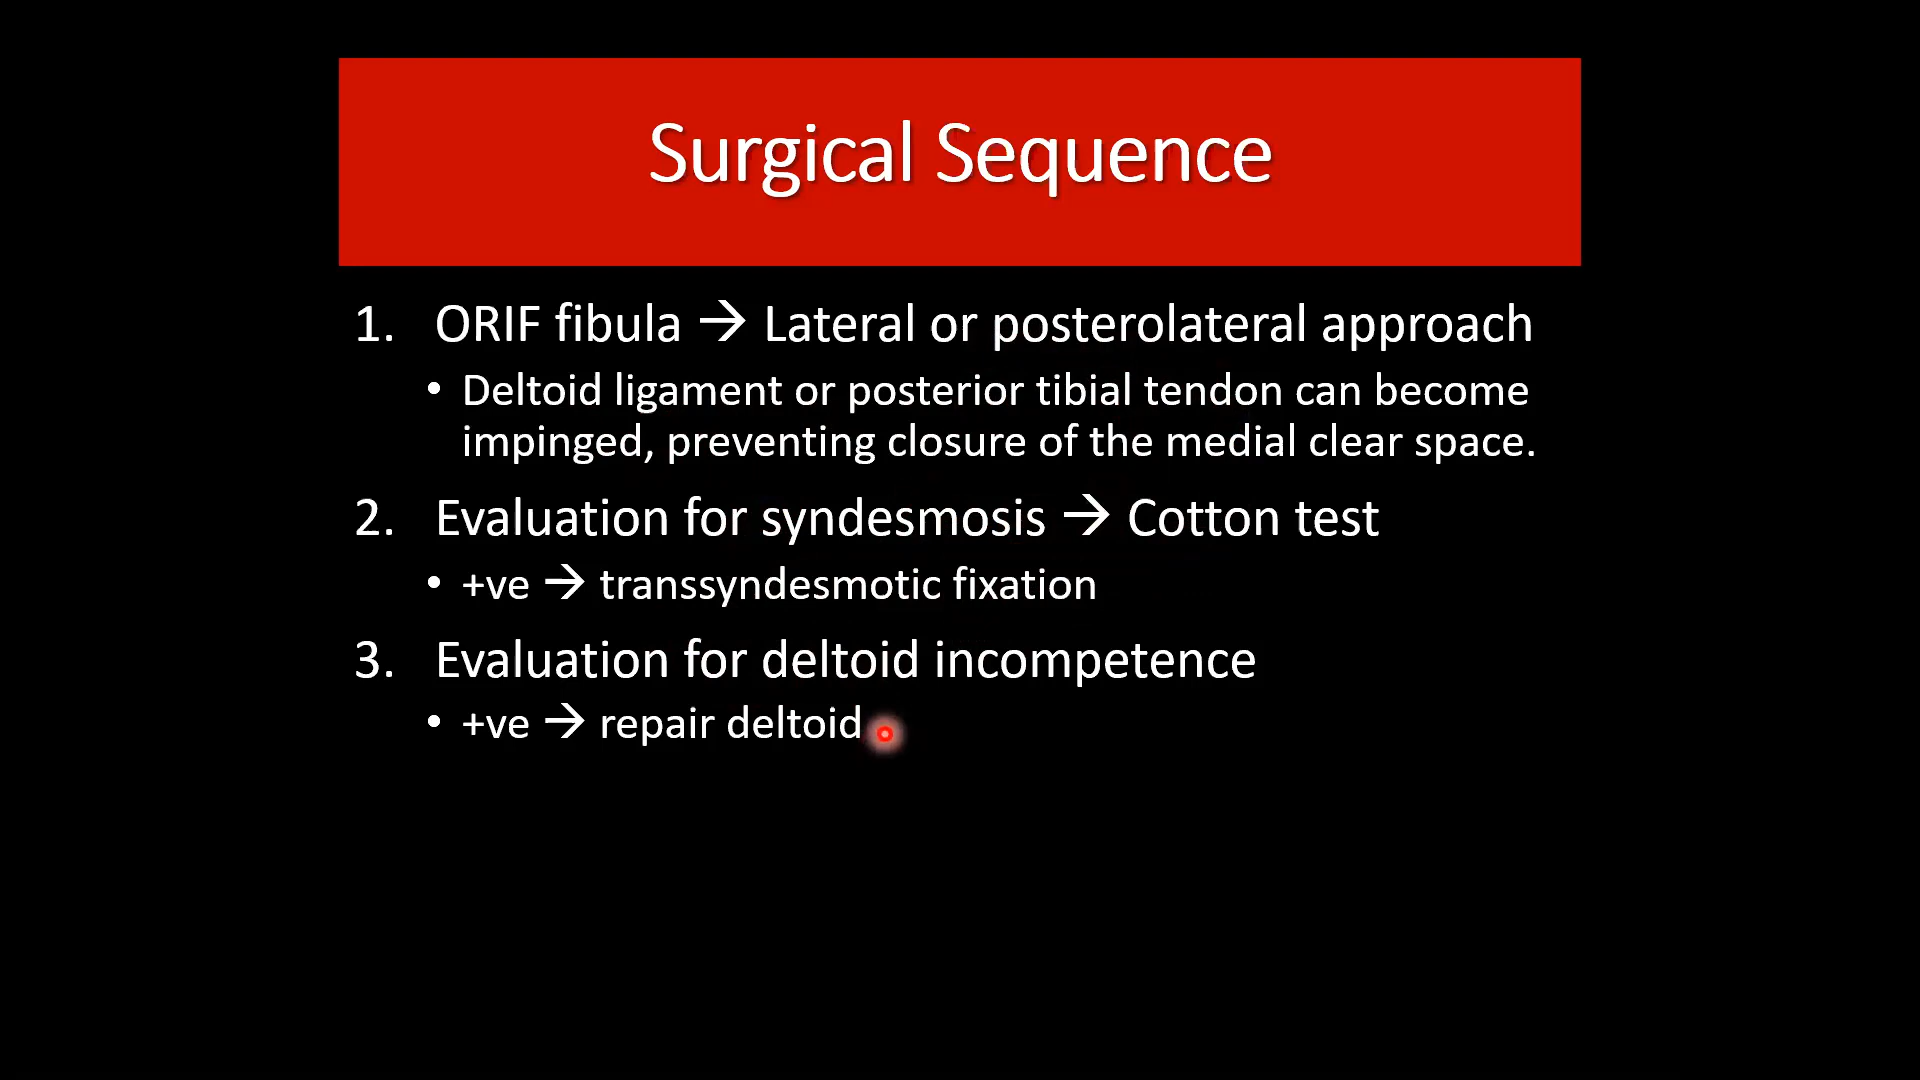 Surgical Sequence
1. ORIF fibula → Lateral or posterolateral approach
• Deltoid ligament or posterior tibial tendon can become
impinged, preventing closure of the medial clear space.
2. Evaluation for syndesmosis → Cotton test
• +ve → transsyndesmotic fixation
3. Evaluation for deltoid incompetence
• +ve → repair deltoid